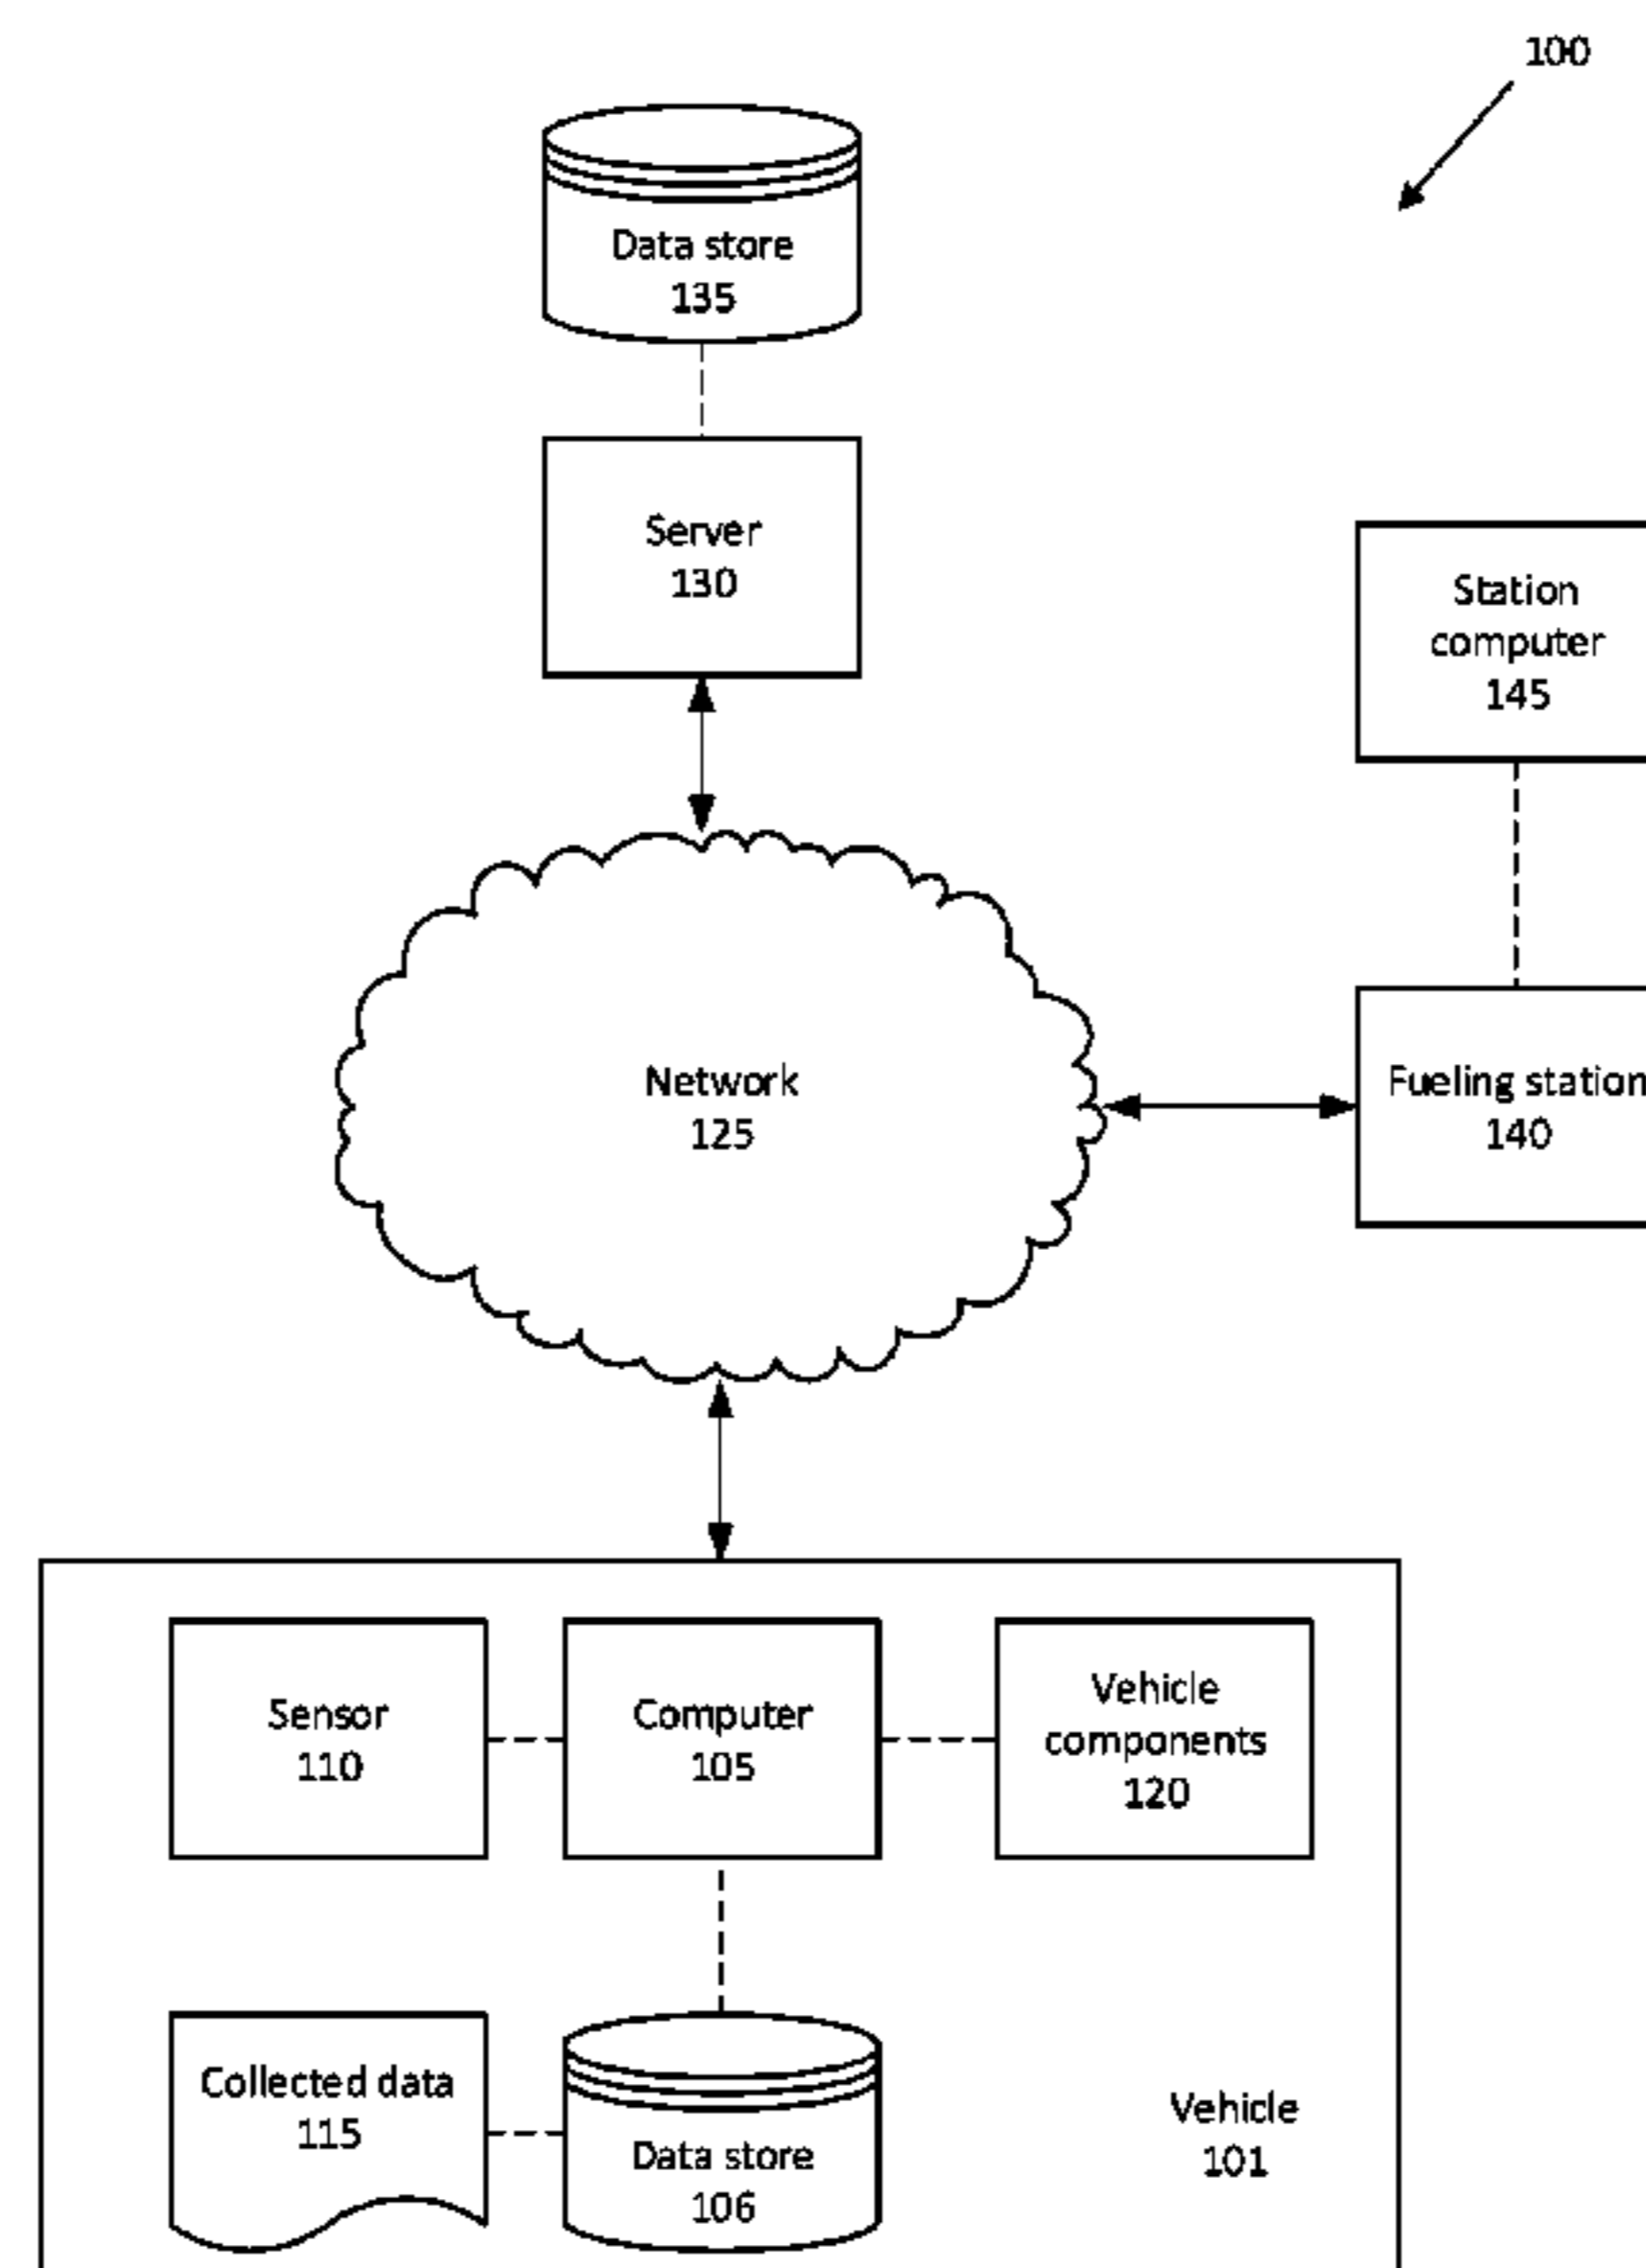 100
Data store
135
Server
130
Station
computer
145
Network
125
Fueling station
140
Sensor
110
Computer
105
Vehicle
components
120
Collected data
115
Data store
106
Vehicle
101